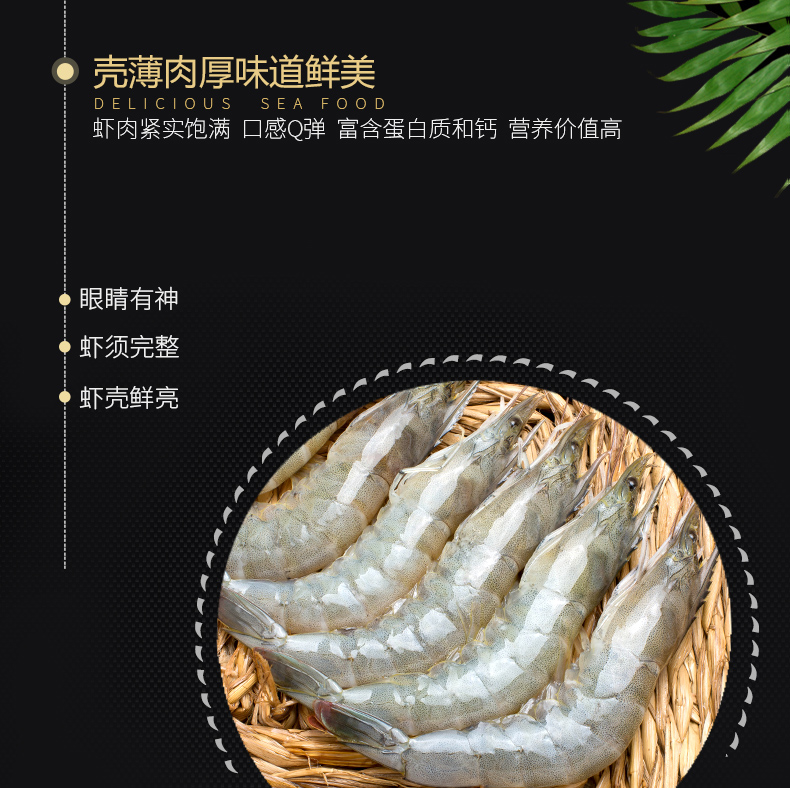 壳薄肉厚味道鲜美
DELICIOUS SEA FOOD
虾肉紧实饱满 口感Q弹 富含蛋白质和钙 营养价值高
眼睛有神
虾须完整
虾壳鲜亮